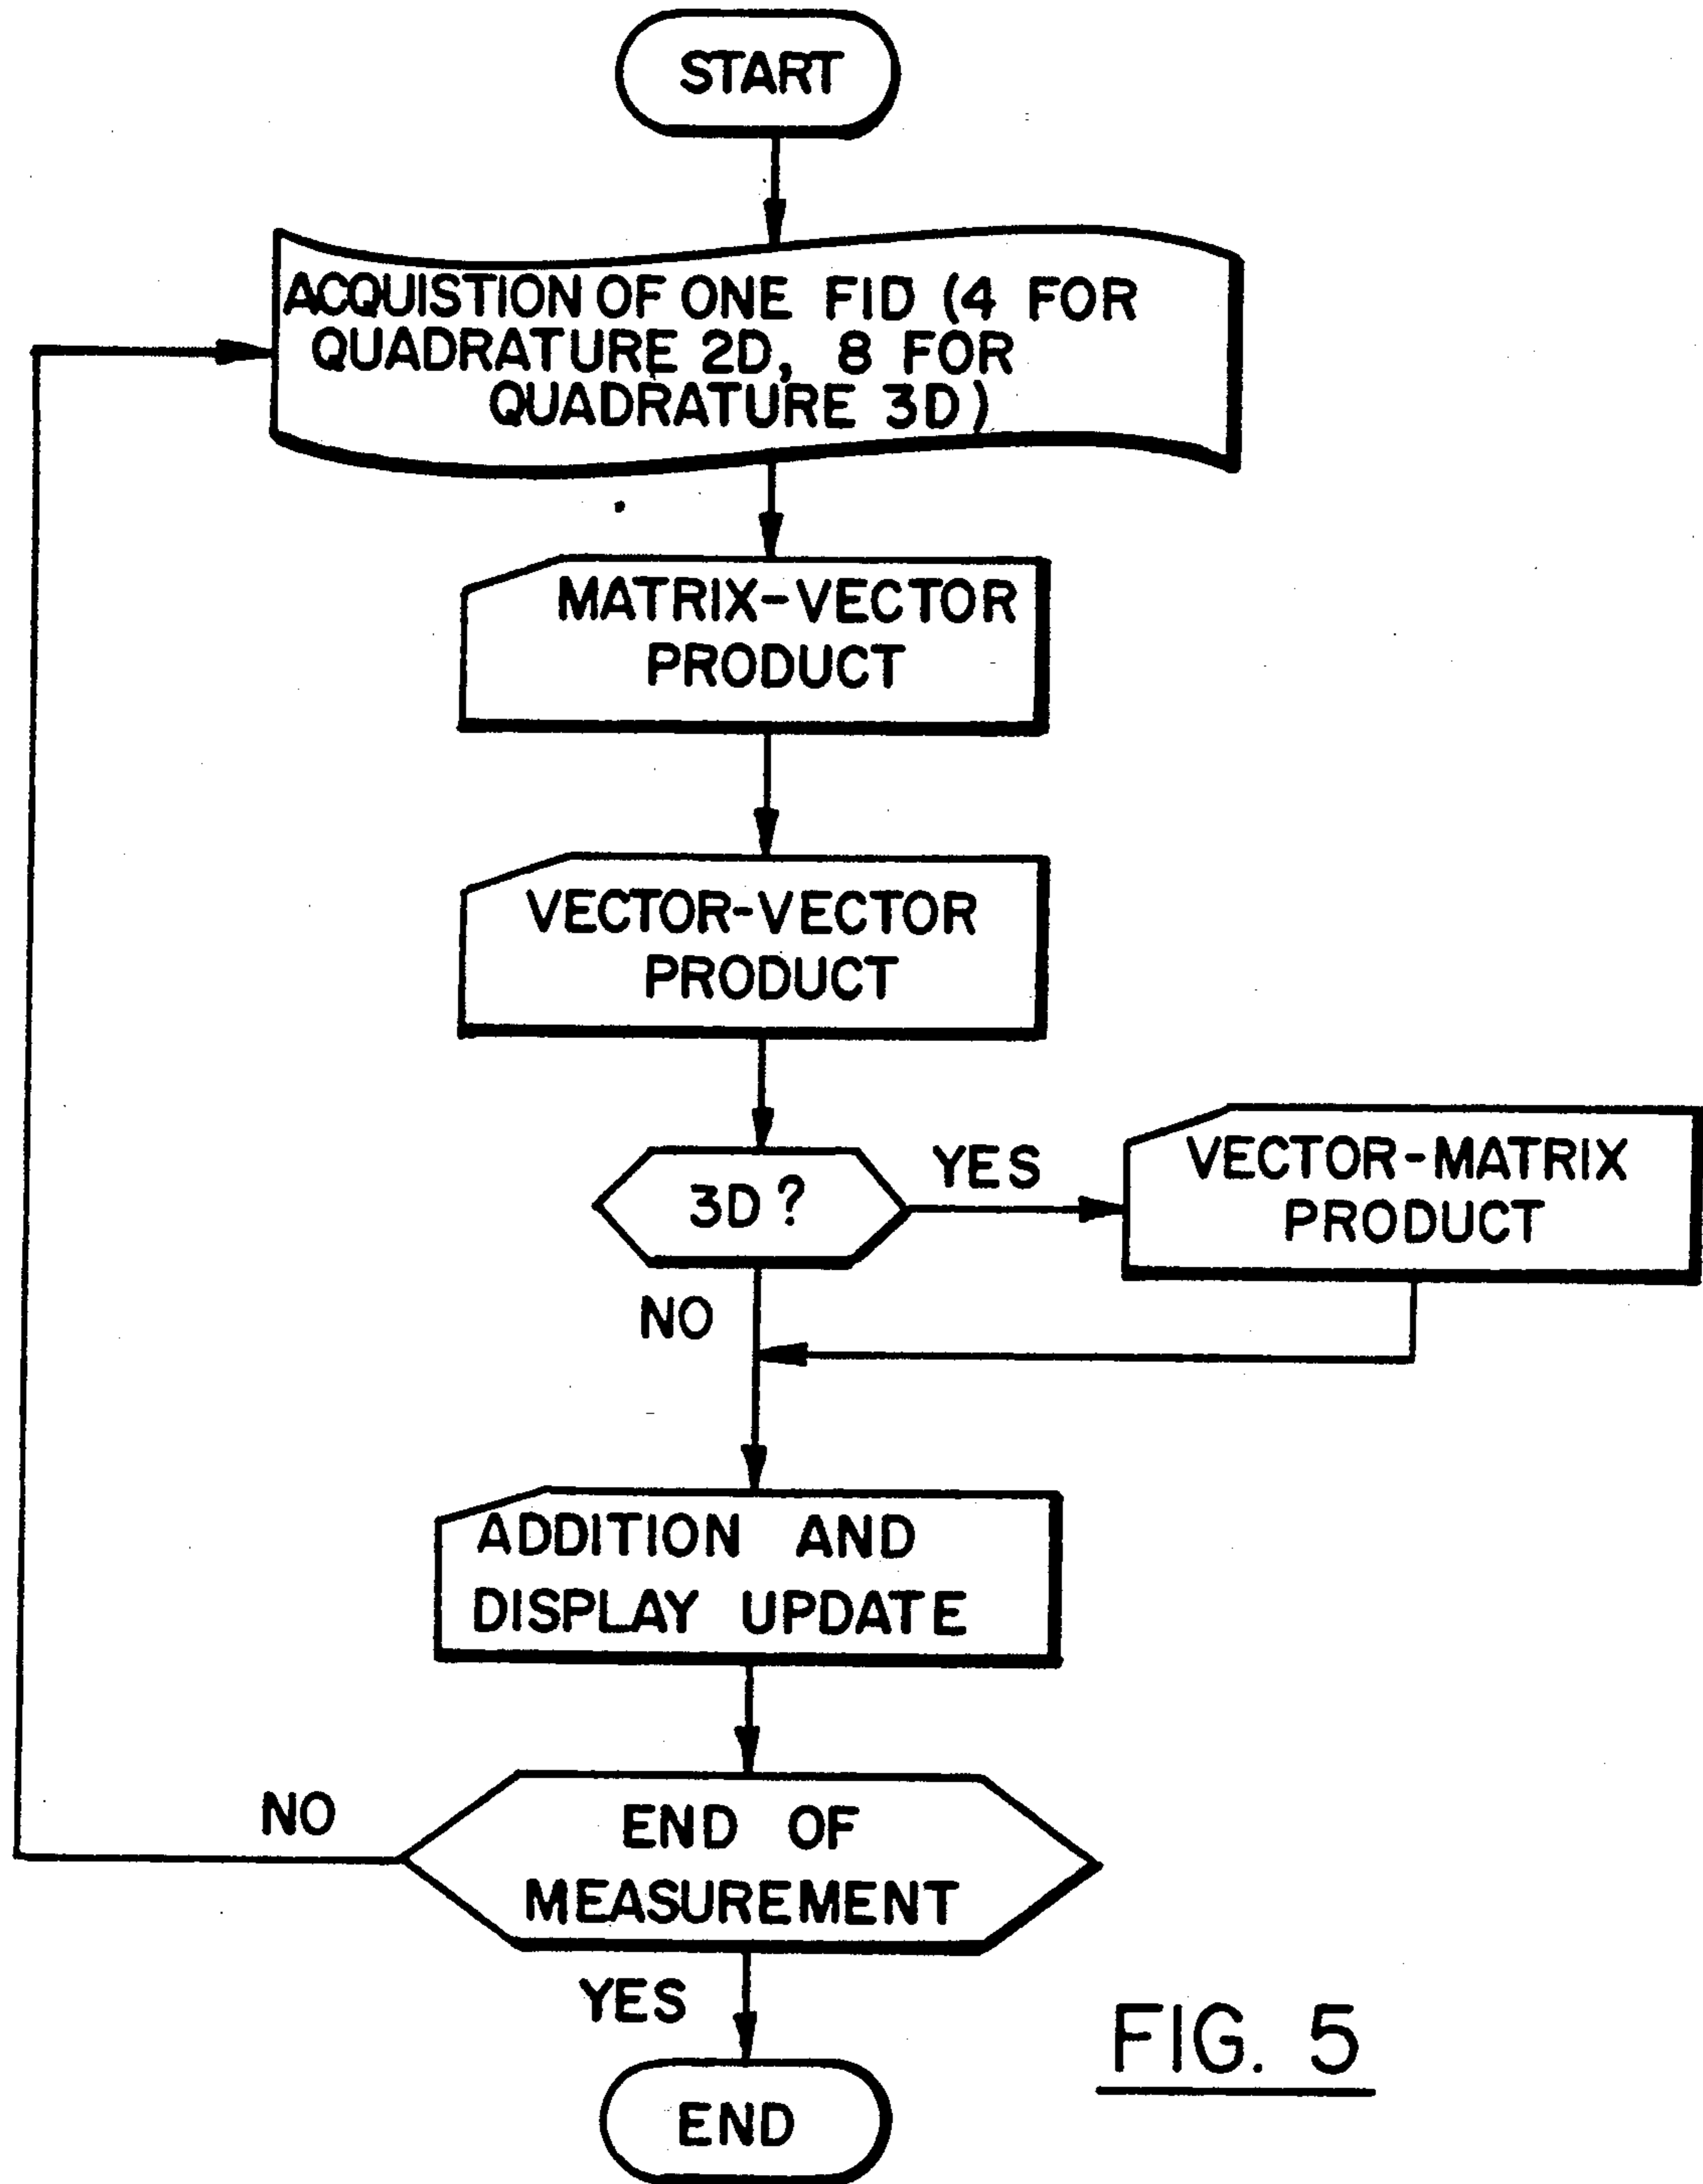 START
ACQUISTION OF ONE FID (4 FOR
QUADRATURE 2D, 8 FOR
QUADRATURE 3D)
MATRIX-VECTOR
PRODUCT
VECTOR-VECTOR
PRODUCT
3D?
YES
VECTOR-MATRIX
PRODUCT
NO
ADDITION AND
DISPLAY UPDATE
NO
END OF
MEASUREMENT
YES
END
FIG. 5